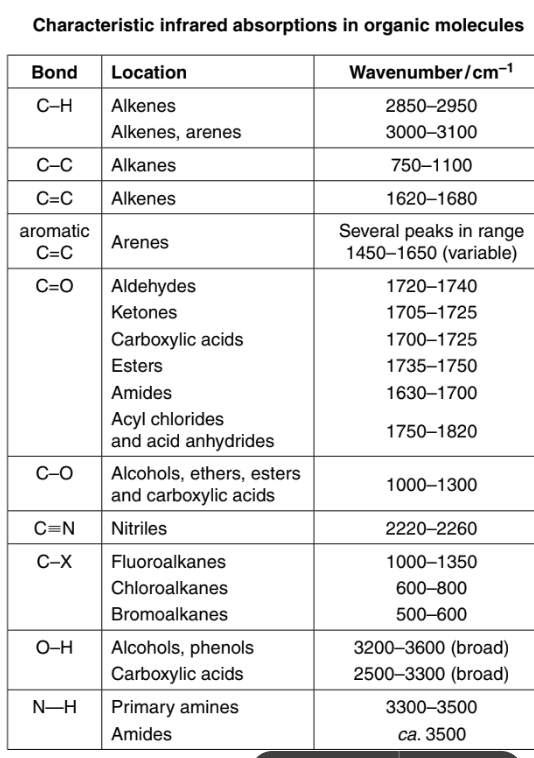 Characteristic infrared absorptions in organic molecules
Bond Location Wavenumber/cm⁻¹
C–H Alkenes 2850–2950
Alkenes, arenes 3000–3100
C–C Alkanes 750–1100
C=C Alkenes 1620–1680
aromatic C=C Arenes Several peaks in range 1450–1650 (variable)
C=O Aldehydes 1720–1740
Ketones 1705–1725
Carboxylic acids 1700–1725
Esters 1735–1750
Amides 1630–1700
Acyl chlorides
and acid anhydrides 1750–1820
C–O Alcohols, ethers, esters
and carboxylic acids 1000–1300
C≡N Nitriles 2220–2260
C–X Fluoroalkanes 1000–1350
Chloroalkanes 600–800
Bromoalkanes 500–600
O–H Alcohols, phenols 3200–3600 (broad)
Carboxylic acids 2500–3300 (broad)
N—H Primary amines 3300–3500
Amides ca. 3500